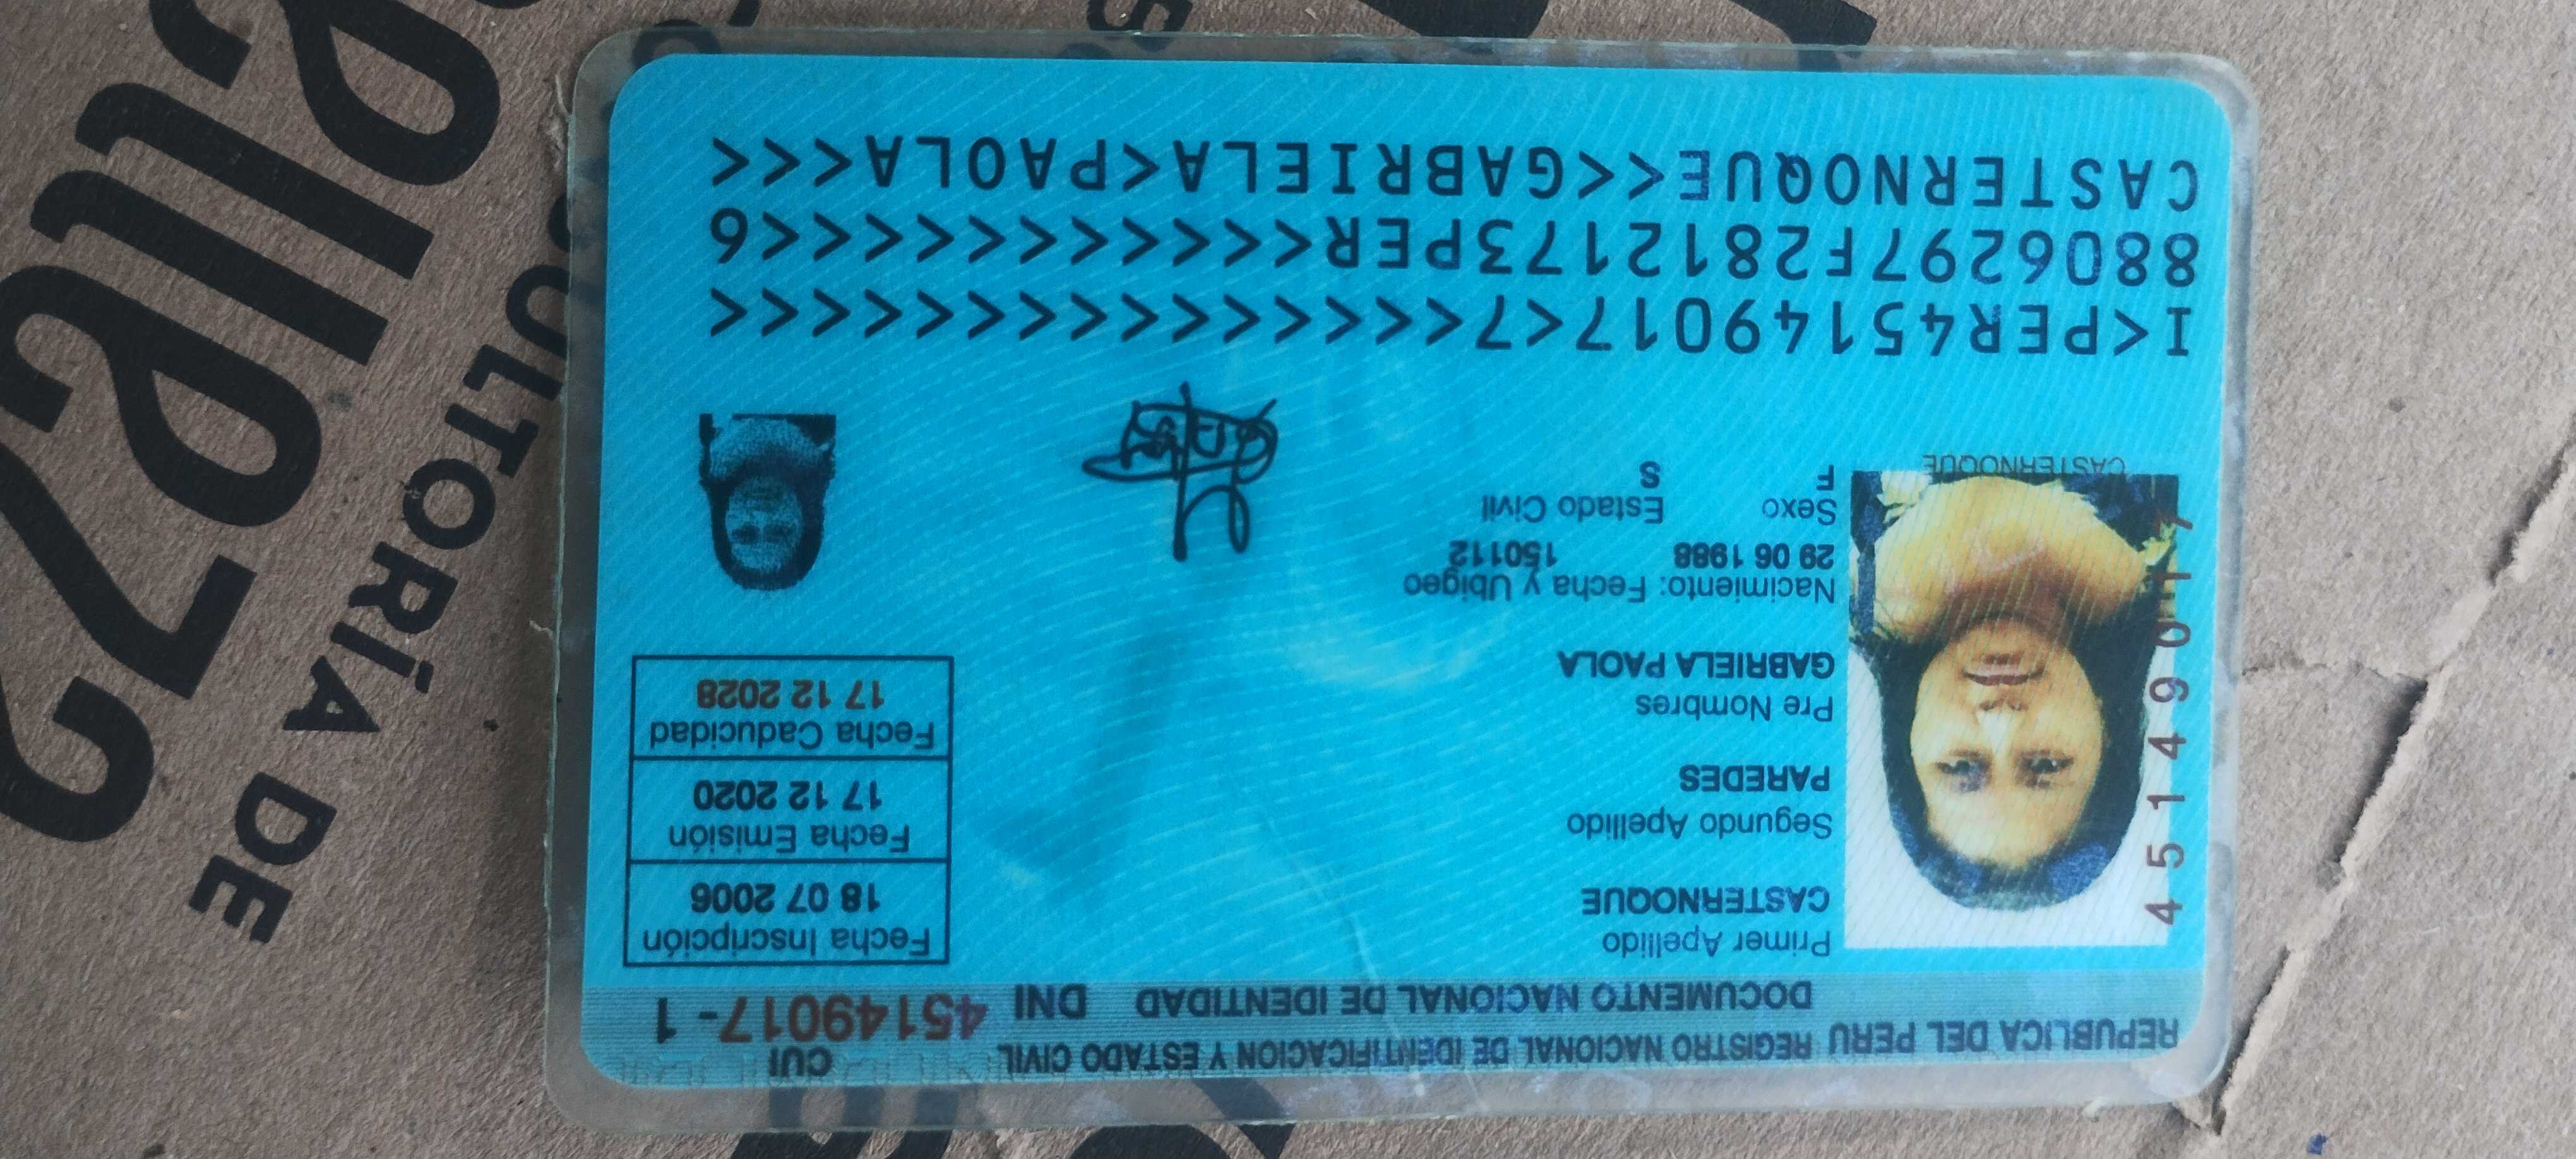 REPUBLICA DEL PERU REGISTRO NACIONAL DE IDENTIFICACION Y ESTADO CIVIL
CUI
DOCUMENTO NACIONAL DE IDENTIDAD DNI 45149017-1
Primer Apellido
CASTERNOQUE
Segundo Apellido
PAREDES
Pre Nombres
GABRIELA PAOLA
Nacimiento: Fecha y Ubigeo
29 06 1988 150112
Sexo Estado Civil
F S
Fecha Inscripción
18 07 2006
Fecha Emisión
17 12 2020
Fecha Caducidad
17 12 2028
45149017
CASTERNOQUE
I<PER45149017<7<<<<<<<<<<<<<<<
8806297F2812173PER<<<<<<<<<<<6
CASTERNOQUE<<GABRIELA<PAOLA<<<
ULTORÍA DE